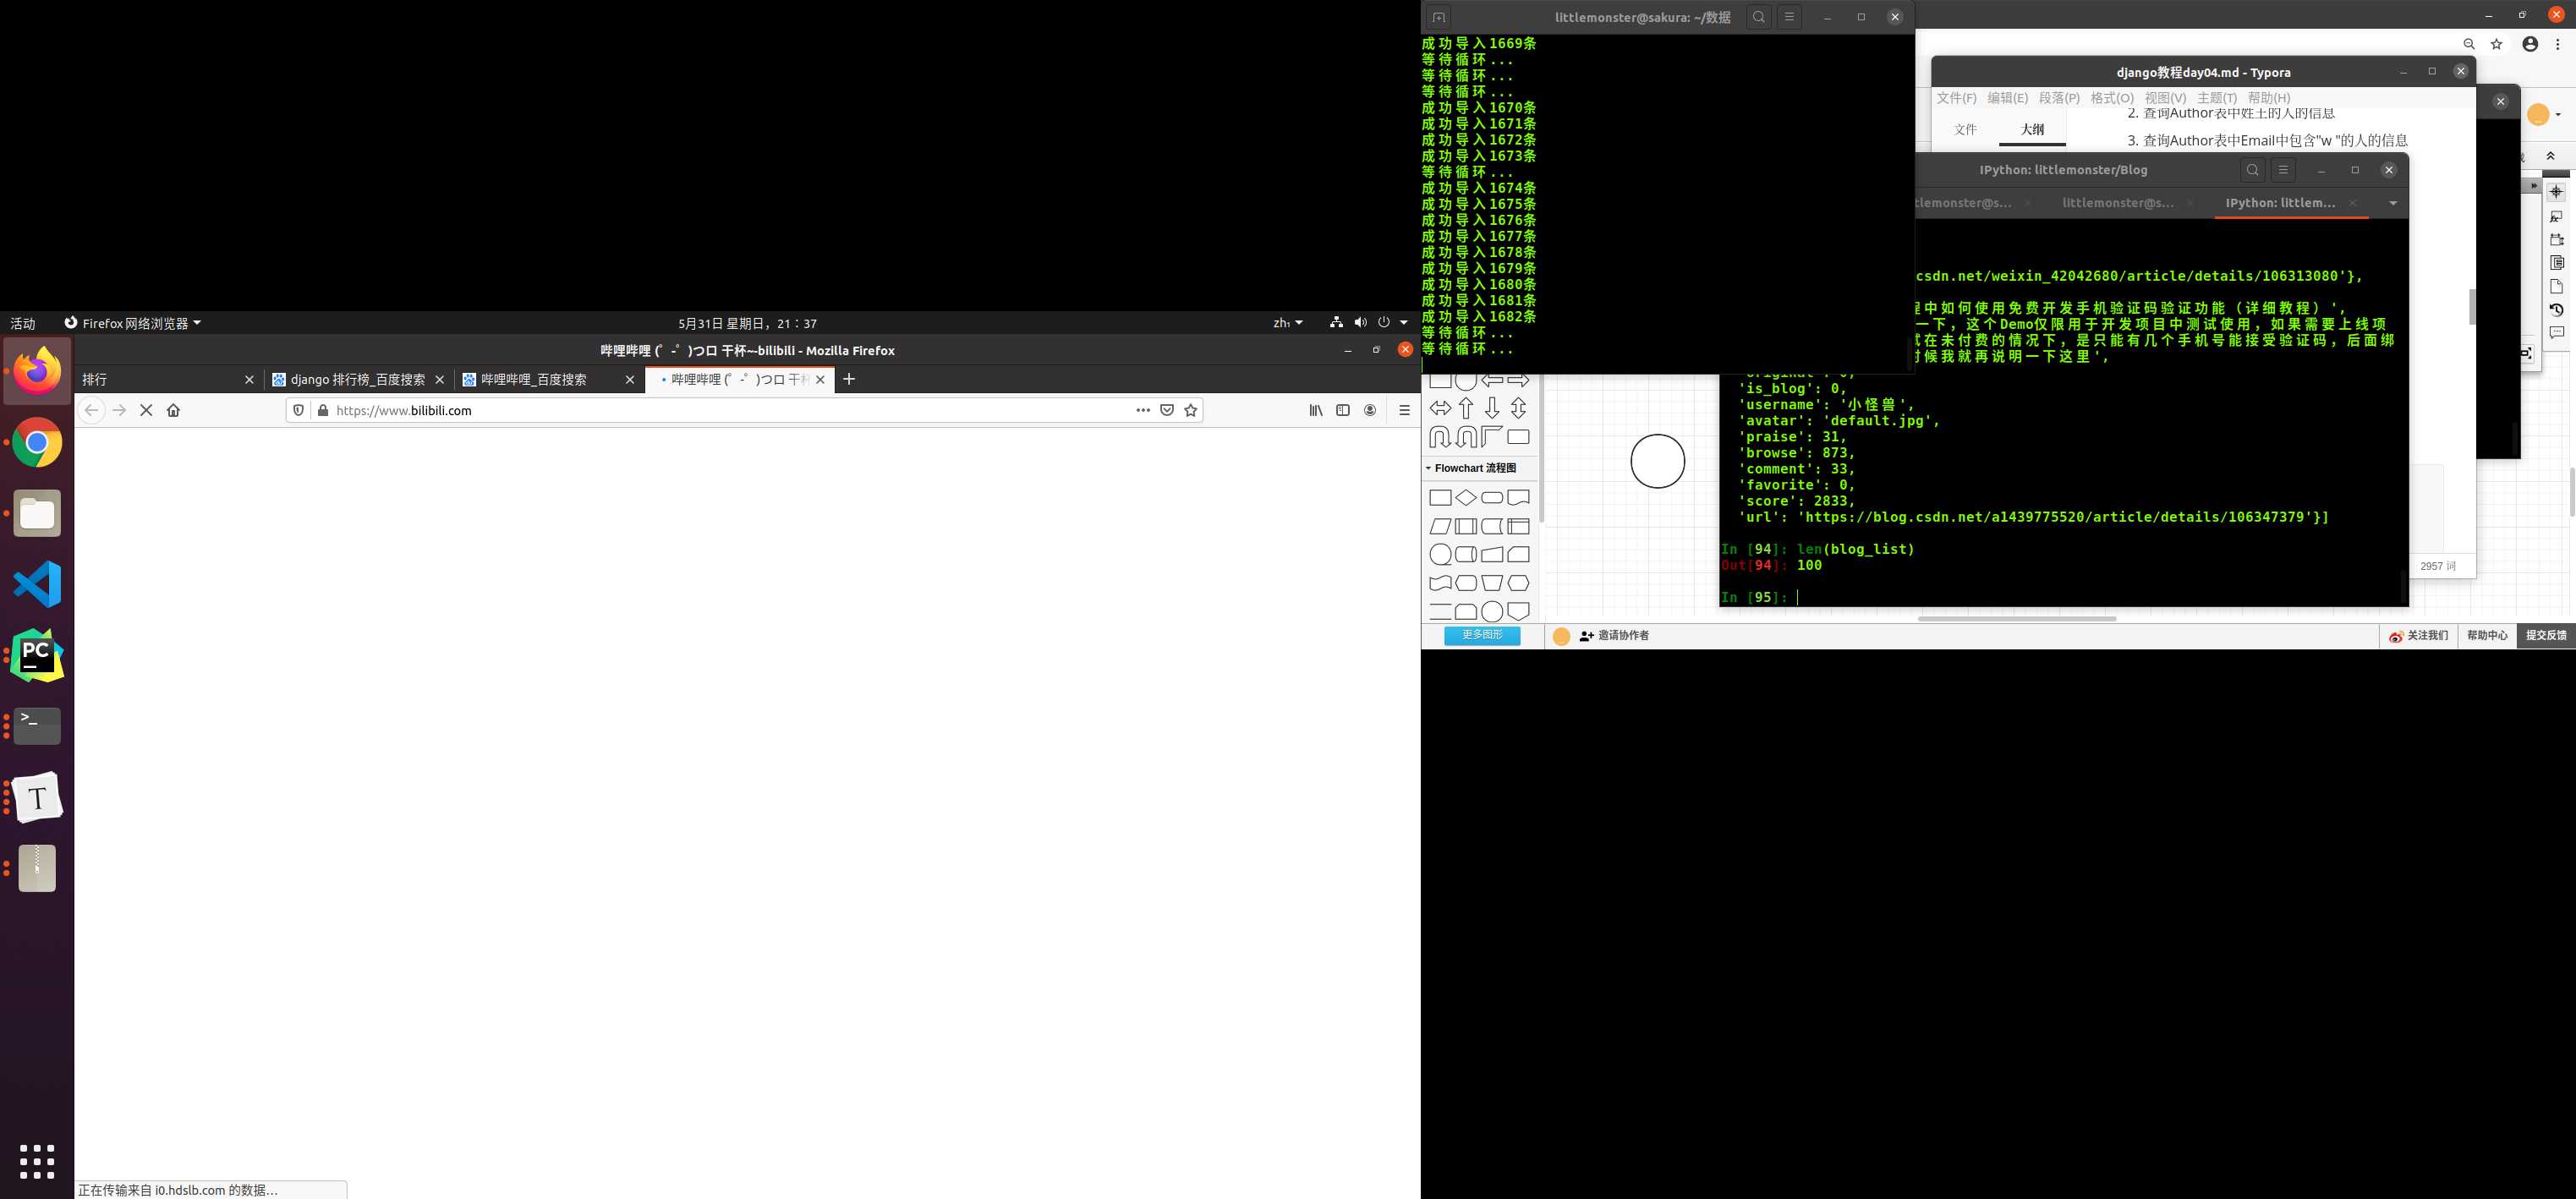 活动
Firefox 网络浏览器
5月31日 星期日，21：37
zh₁
哔哩哔哩 (゜-゜)つロ 干杯~-bilibili - Mozilla Firefox
排行
django 排行榜_百度搜索
哔哩哔哩_百度搜索
哔哩哔哩 (゜-゜)つロ 干杯
https://www.bilibili.com
PC
>_
T
正在传输来自 i0.hdslb.com 的数据…
littlemonster@sakura: ~/数据
成功导入1669条
等待循环...
等待循环...
等待循环...
成功导入1670条
成功导入1671条
成功导入1672条
成功导入1673条
等待循环...
成功导入1674条
成功导入1675条
成功导入1676条
成功导入1677条
成功导入1678条
成功导入1679条
成功导入1680条
成功导入1681条
成功导入1682条
等待循环...
等待循环...
django教程day04.md - Typora
文件(F) 编辑(E) 段落(P) 格式(O) 视图(V) 主题(T) 帮助(H)
文件
大纲
2. 查询Author表中姓王的人的信息
3. 查询Author表中Email中包含"w "的人的信息
2957 词
IPython: littlemonster/Blog
tlemonster@s...
littlemonster@s...
IPython: littlem...
csdn.net/weixin_42042680/article/details/106313080'},
程中如何使用免费开发手机验证码验证功能（详细教程）',
一下，这个Demo仅限用于开发项目中测试使用，如果需要上线项
在未付费的情况下，是只能有几个手机号能接受验证码，后面绑
时候我就再说明一下这里',
'original': 0,
'is_blog': 0,
'username': '小怪兽',
'avatar': 'default.jpg',
'praise': 31,
'browse': 873,
'comment': 33,
'favorite': 0,
'score': 2833,
'url': 'https://blog.csdn.net/a1439775520/article/details/106347379'}]
In [94]: len(blog_list)
Out[94]: 100
In [95]:
Flowchart 流程图
更多图形
邀请协作者
关注我们
帮助中心
提交反馈